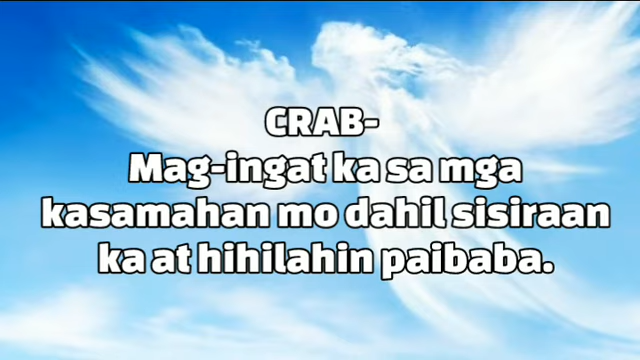 CRAB-
Mag-ingat ka sa mga
kasamahan mo dahil sisiraan
ka at hihilahin paibaba.